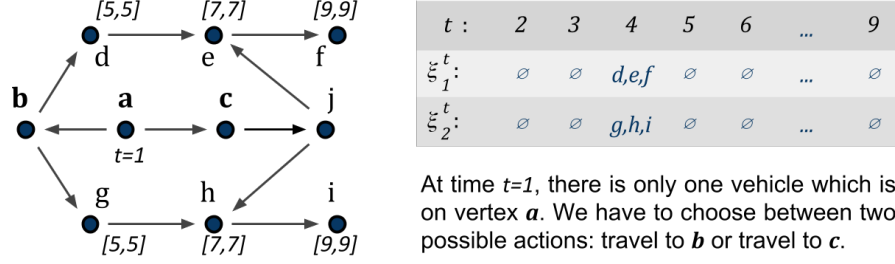 [5,5] [7,7] [9,9]
d e f
b a c j
t=1
g h i
[5,5] [7,7] [9,9]
t : 2 3 4 5 6 ... 9
ξ₁ᵗ: ∅ ∅ d,e,f ∅ ∅ ... ∅
ξ₂ᵗ: ∅ ∅ g,h,i ∅ ∅ ... ∅
At time t=1, there is only one vehicle which is
on vertex a. We have to choose between two
possible actions: travel to b or travel to c.